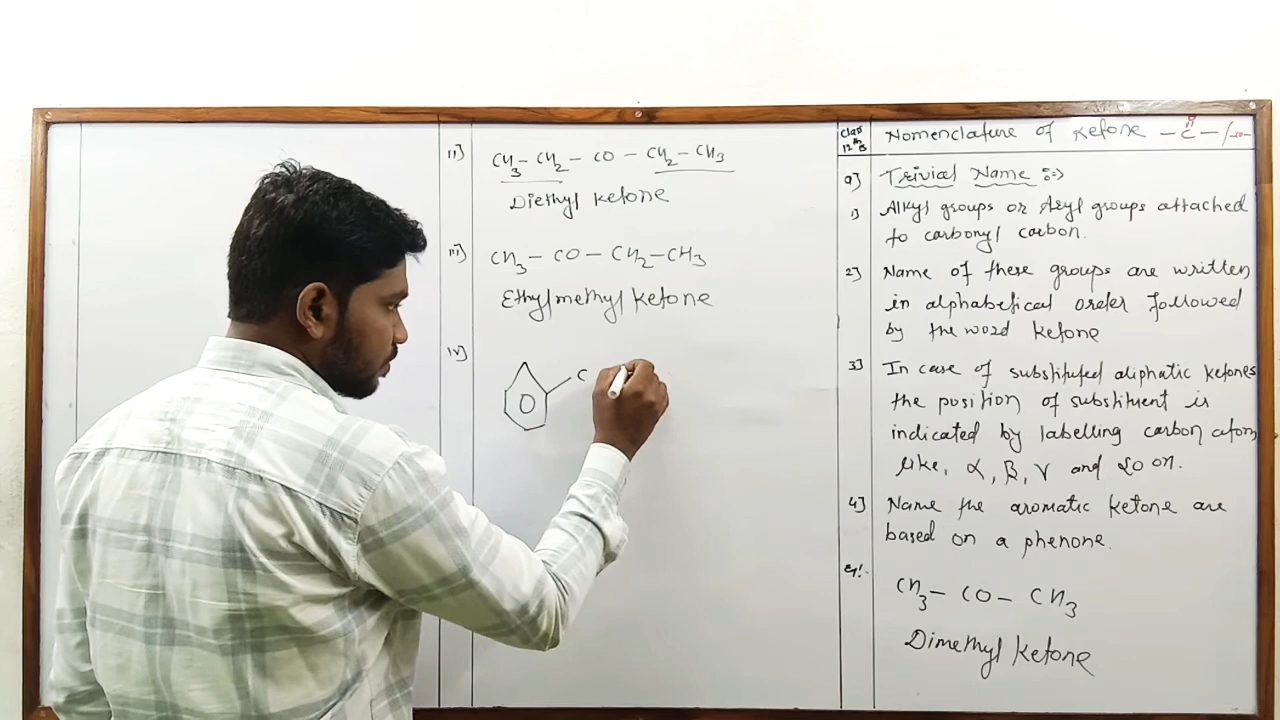 Class 12th B
Nomenclature of Ketone -C- /-CO-
O
a] Trivial Name :=>
1) Alkyl groups or Aryl groups attached
to carbonyl carbon.
2] Name of these groups are written
in alphabetical order followed
by the word ketone
3] In case of substituted aliphatic ketones
the position of substituent is
indicated by labelling carbon atom
like, α, β, γ and so on.
4] Name the aromatic ketone are
based on a phenone.
Eg!-
CH3 - CO - CH3
Dimethyl ketone
ii] CH3 - CH2 - CO - CH2 - CH3
Diethyl ketone
iii] CH3 - CO - CH2 - CH3
Ethylmethyl ketone
iv] C